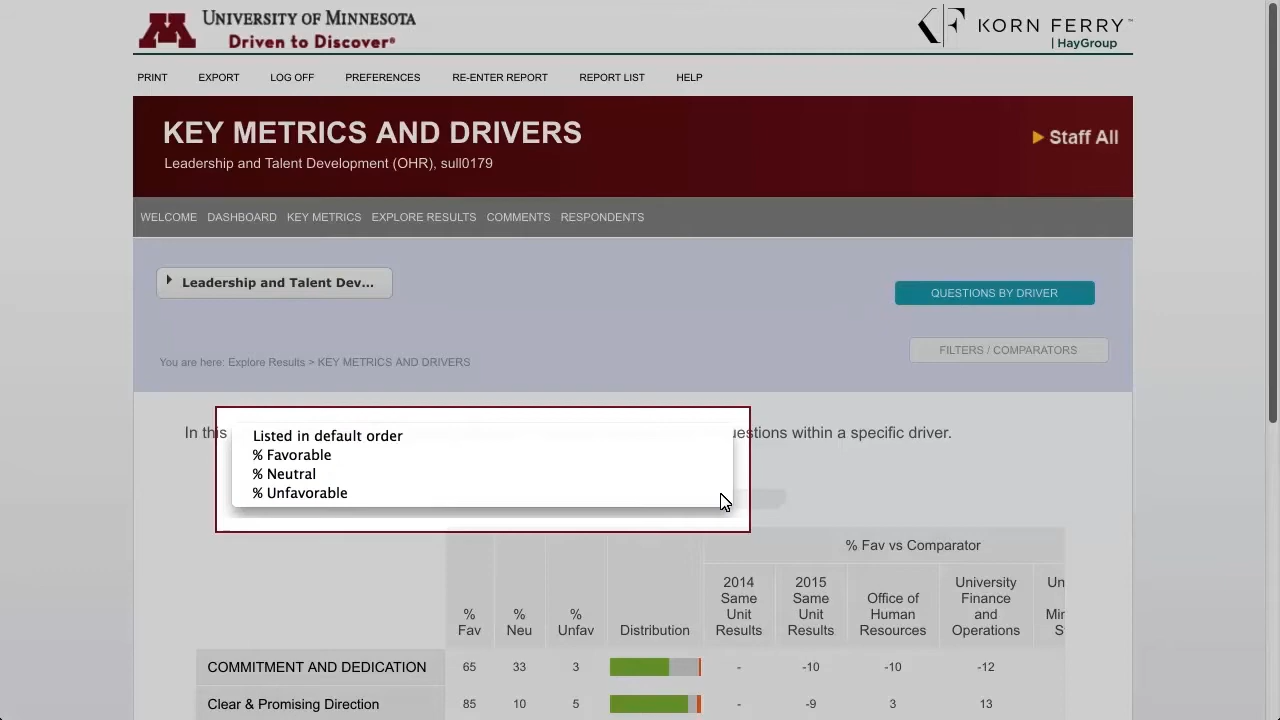 UNIVERSITY OF MINNESOTA
Driven to Discover®
KORN FERRY™
| HayGroup
PRINT EXPORT LOG OFF PREFERENCES RE-ENTER REPORT REPORT LIST HELP
KEY METRICS AND DRIVERS
Leadership and Talent Development (OHR), sull0179
Staff All
WELCOME DASHBOARD KEY METRICS EXPLORE RESULTS COMMENTS RESPONDENTS
Leadership and Talent Dev...
QUESTIONS BY DRIVER
FILTERS / COMPARATORS
You are here: Explore Results > KEY METRICS AND DRIVERS
In this
within a specific driver.
Listed in default order
% Favorable
% Neutral
% Unfavorable
% Fav vs Comparator
% Fav
% Neu
% Unfav
Distribution
2014 Same Unit Results
2015 Same Unit Results
Office of Human Resources
University Finance and Operations
COMMITMENT AND DEDICATION 65 33 3 - -10 -10 -12
Clear & Promising Direction 85 10 5 - -9 3 13